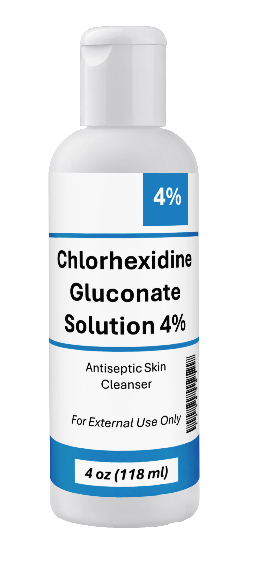 4%
Chlorhexidine
Gluconate
Solution 4%
Antiseptic Skin
Cleanser
For External Use Only
4 oz (118 ml)